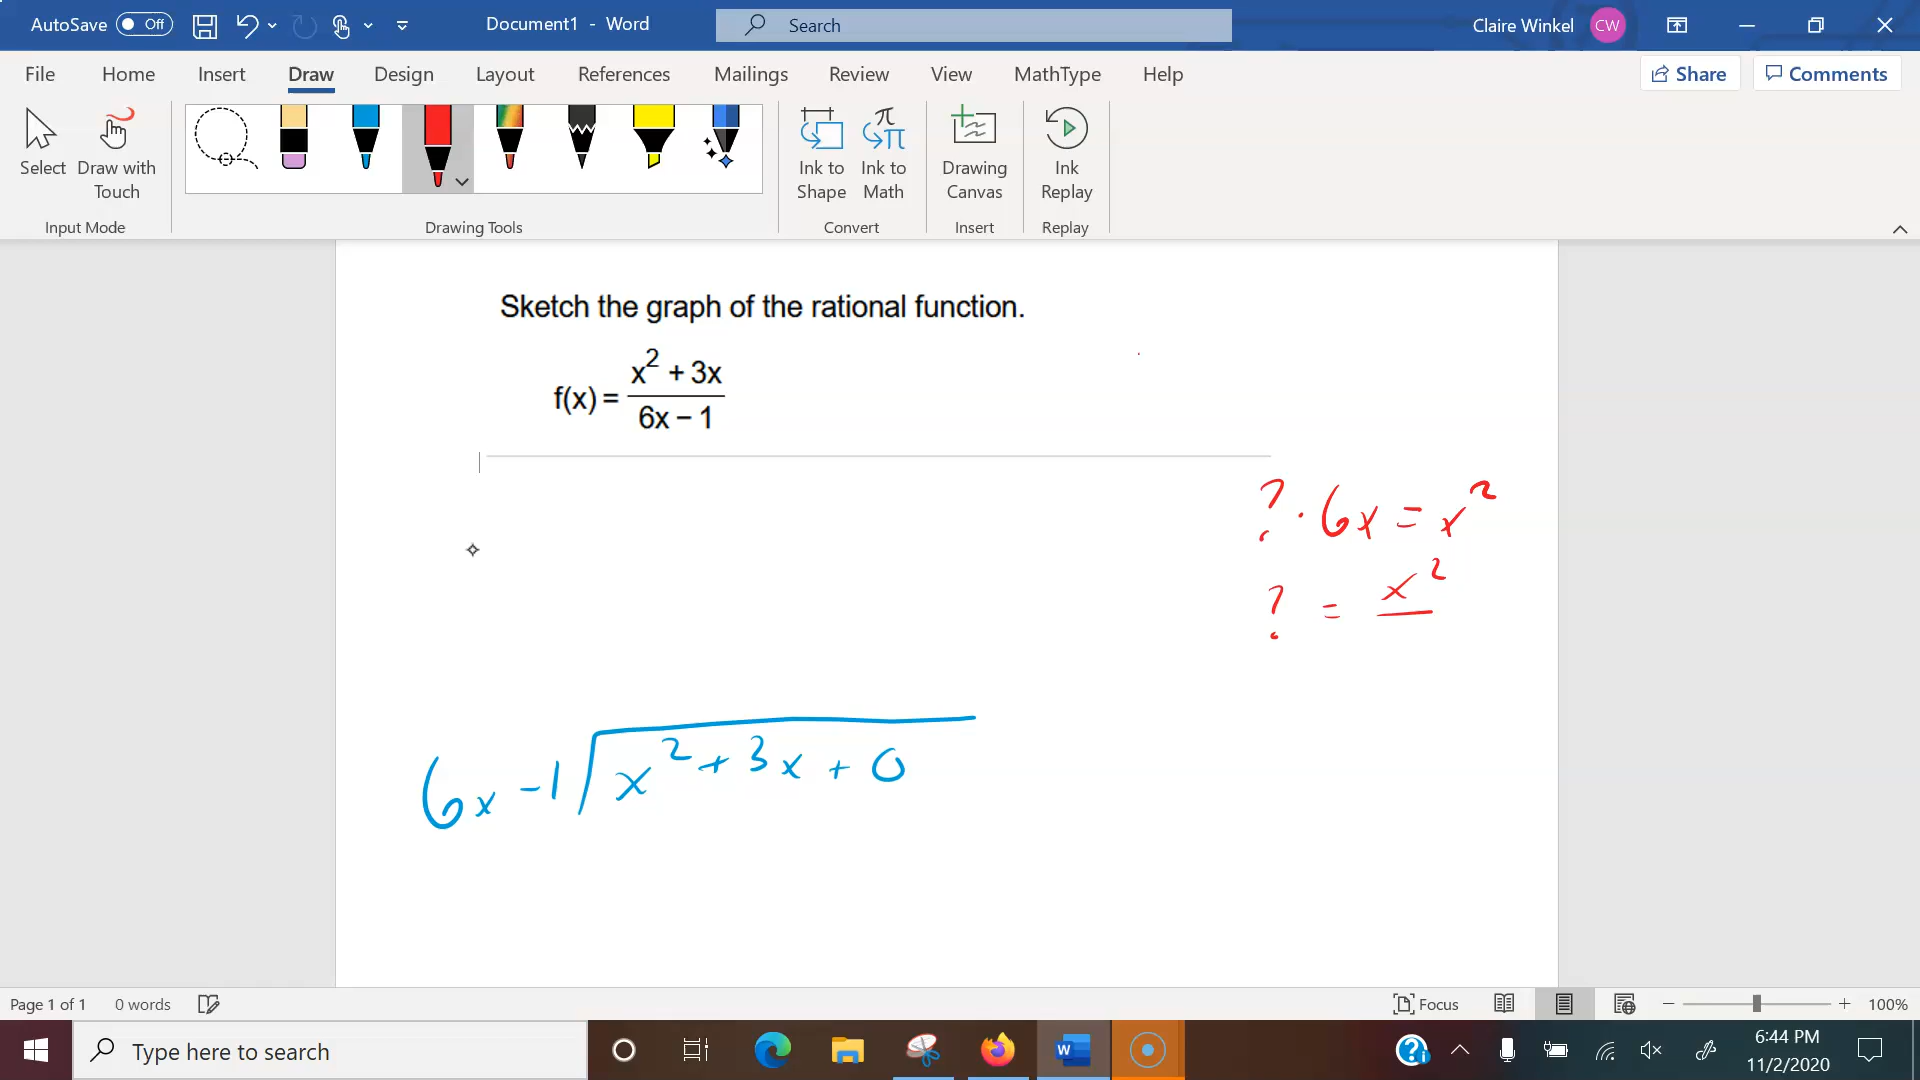 AutoSave Off Document1 - Word Search Claire Winkel CW
File Home Insert Draw Design Layout References Mailings Review View MathType Help Share Comments
Select Draw with Touch Ink to Shape Ink to Math Drawing Canvas Ink Replay
Input Mode Drawing Tools Convert Insert Replay
Sketch the graph of the rational function.
f(x) = (x² + 3x)/(6x − 1)
? · 6x = x²
? = x²
6x - 1 x² + 3x + 0
Page 1 of 1 0 words Focus 100%
Type here to search W 6:44 PM
11/2/2020